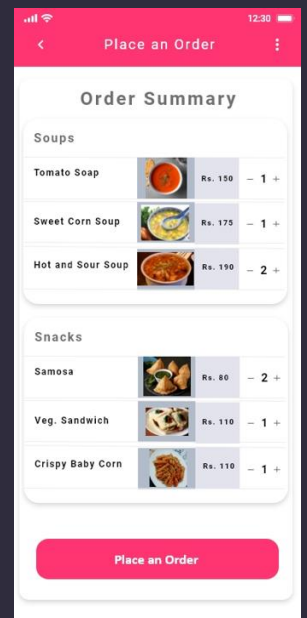 12:30
Place an Order
Order Summary
Soups
Tomato Soap Rs. 150 – 1 +
Sweet Corn Soup Rs. 175 – 1 +
Hot and Sour Soup Rs. 190 – 2 +
Snacks
Samosa Rs. 80 – 2 +
Veg. Sandwich Rs. 110 – 1 +
Crispy Baby Corn Rs. 110 – 1 +
Place an Order